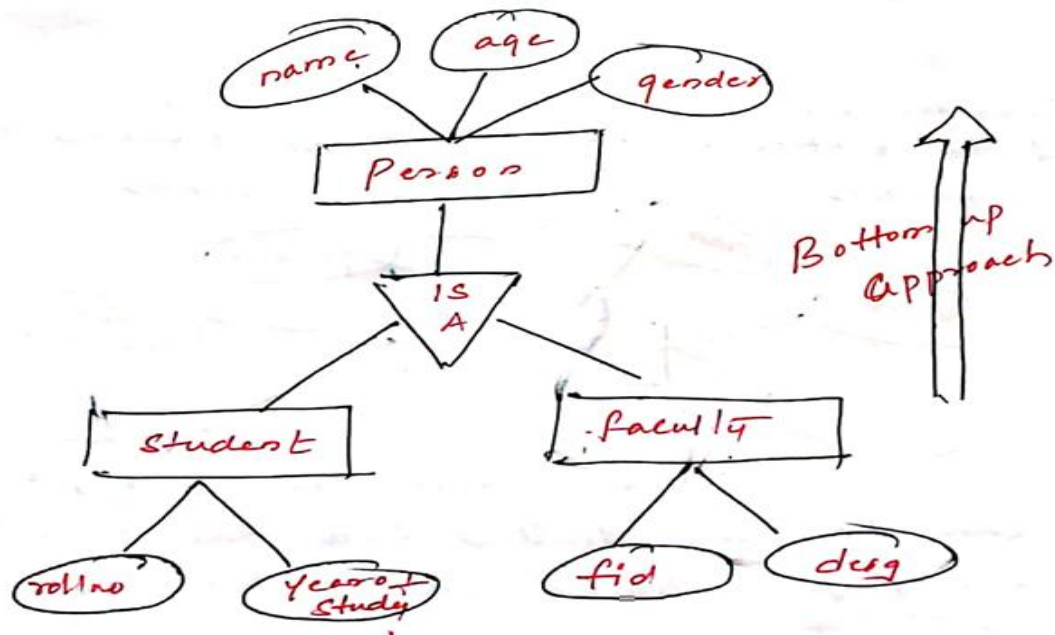 name
age
gender
Person
IS
A
Bottom up
approach
Student
faculty
rollno
year of
study
fid
desg